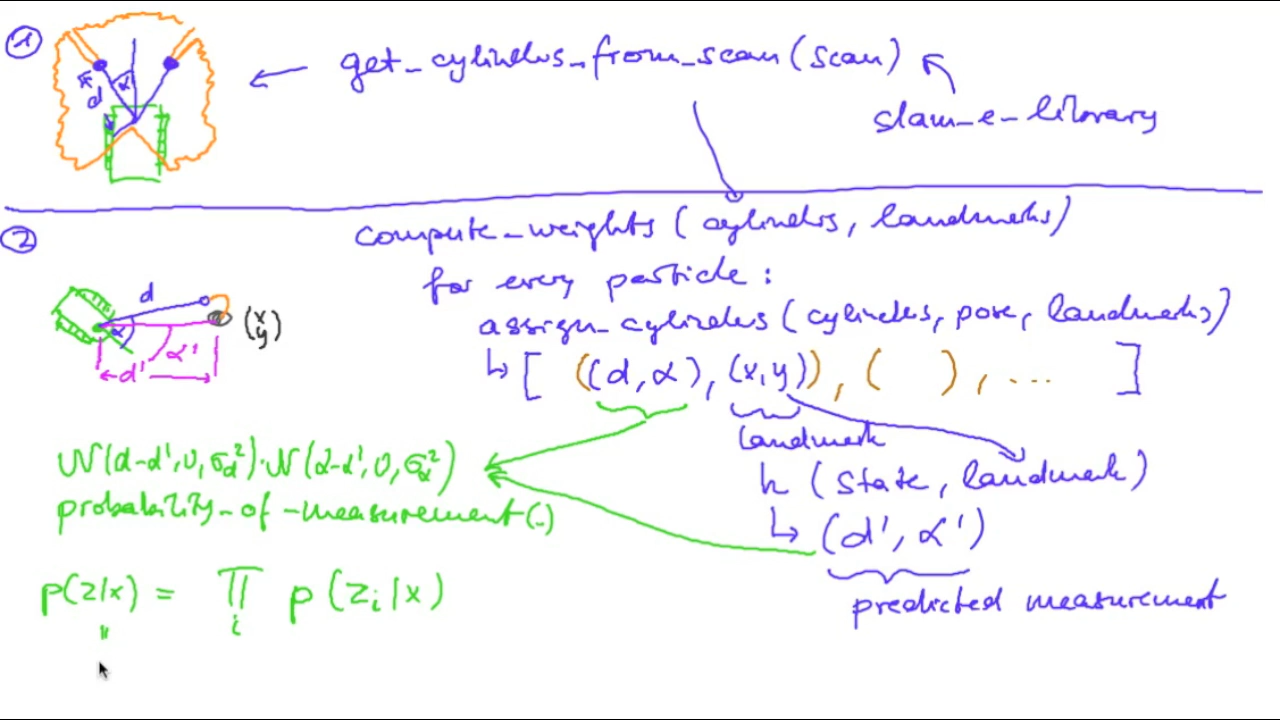 1
get_cylinders_from_scan(scan)
slam_e_library
d
α
2
compute_weights(cylinders, landmarks)
for every particle:
assign_cylinders(cylinders, pose, landmarks)
↳ [ ((d,α),(x,y)), ( ), ... ]
d
α
(x y)
α'
d'
landmark
h(state, landmark)
↳ (d', α')
predicted measurement
N(d-d',0,σd²)·N(α-α',0,σα²)
probability_of_measurement(..)
p(z|x) = ∏i p(zi|x)
"